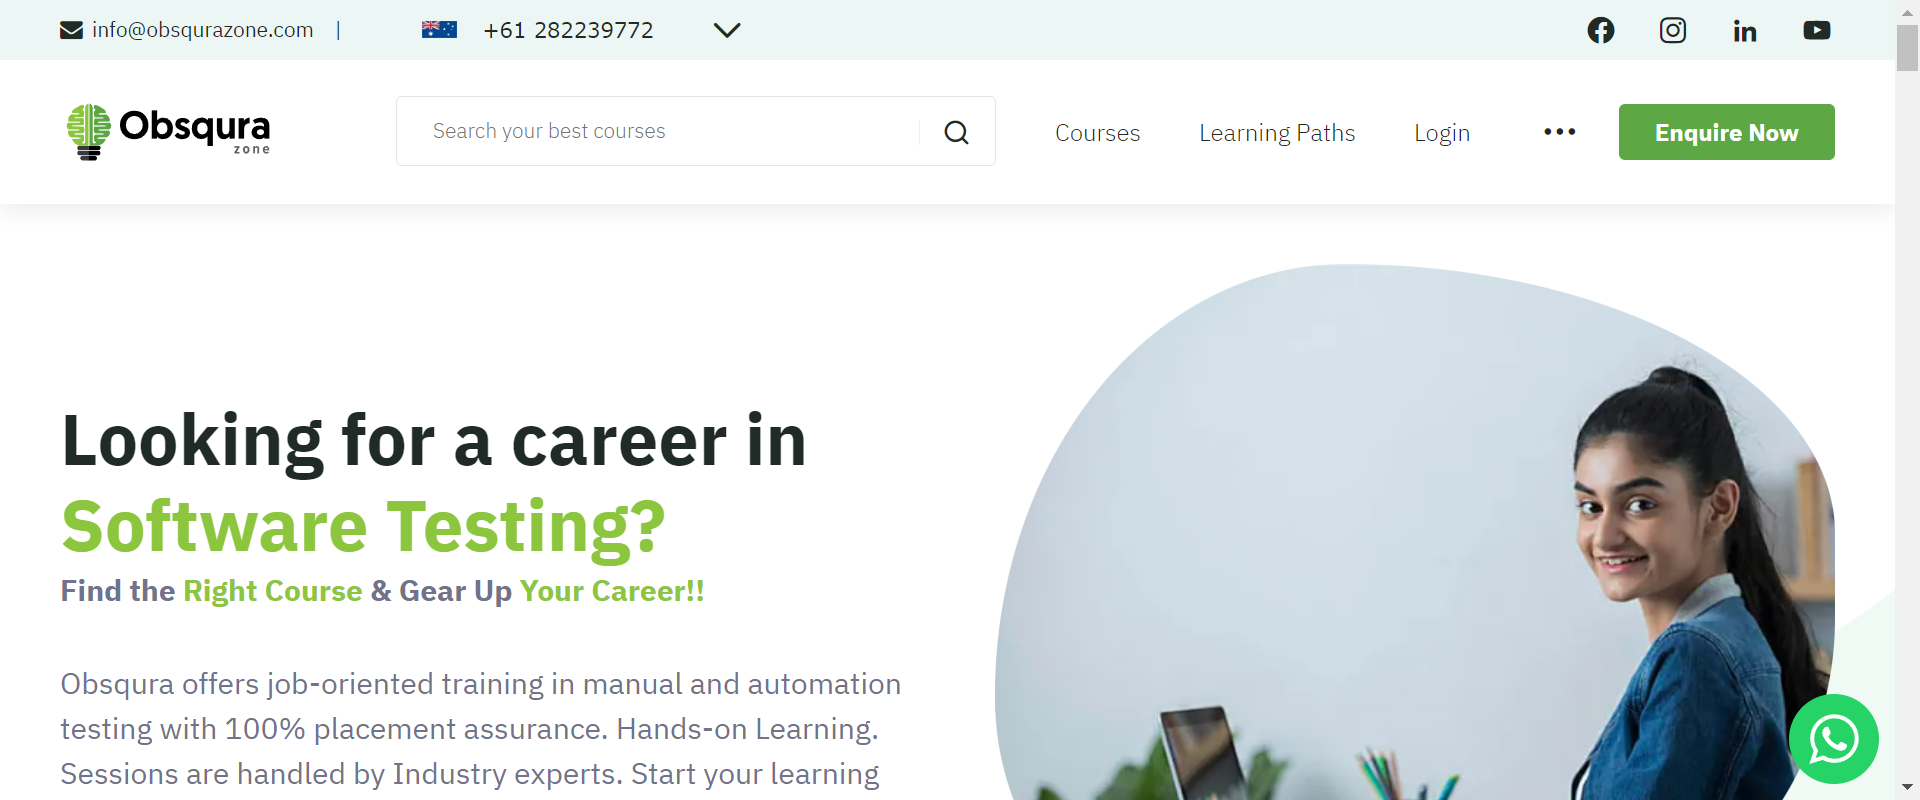 info@obsqurazone.com |
+61 282239772
Obsqura
zone
Search your best courses
Courses
Learning Paths
Login
Enquire Now
Looking for a career in
Software Testing?
Find the Right Course & Gear Up Your Career!!
Obsqura offers job-oriented training in manual and automation
testing with 100% placement assurance. Hands-on Learning.
Sessions are handled by Industry experts. Start your learning